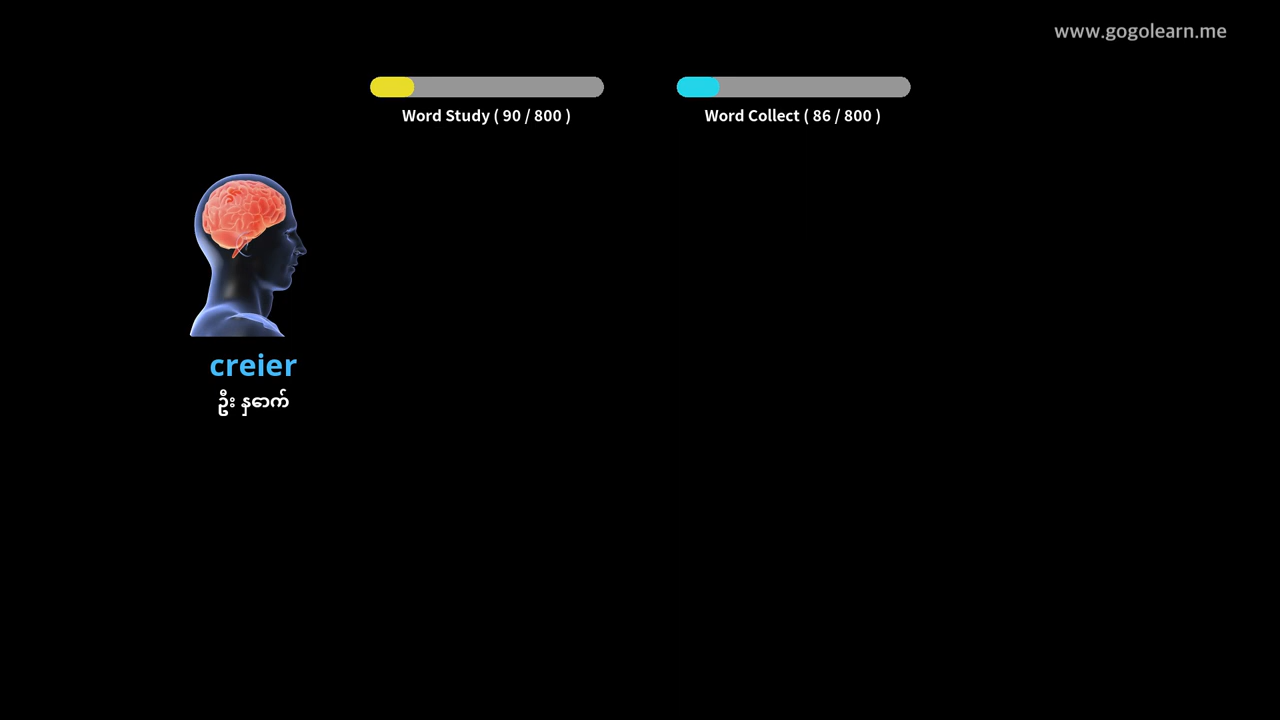 www.gogolearn.me
Word Study ( 90 / 800 )
Word Collect ( 86 / 800 )
creier
ဦး နှောက်